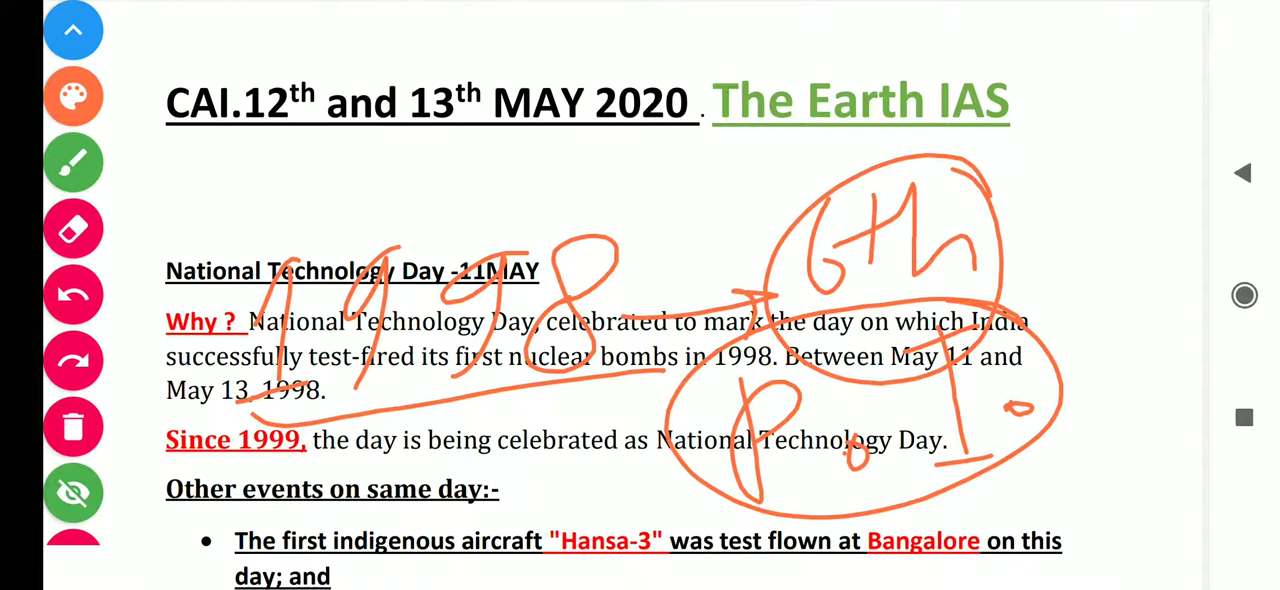 CAI.12th and 13th MAY 2020 . The Earth IAS
6th
National Technology Day -11MAY
1998
Why ? National Technology Day, celebrated to mark the day on which India
successfully test-fired its first nuclear bombs in 1998. Between May 11 and
May 13, 1998.
P.I.
Since 1999, the day is being celebrated as National Technology Day.
Other events on same day:-
• The first indigenous aircraft "Hansa-3" was test flown at Bangalore on this
day; and